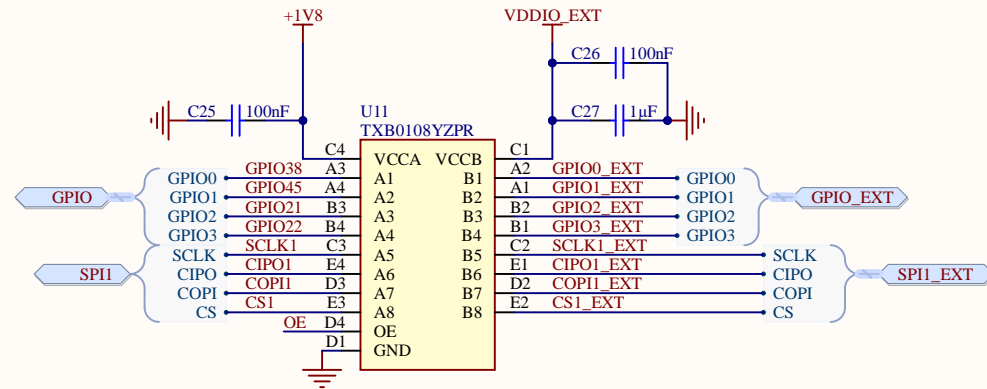 +1V8 VDDIO_EXT
C26 100nF
C25 100nF C27 1µF
U11
TXB0108YZPR
C4 VCCA VCCB C1
GPIO0 GPIO38 A3 A1 B1 A2 GPIO0_EXT GPIO0
GPIO GPIO1 GPIO45 A4 A2 B2 A1 GPIO1_EXT GPIO1 GPIO_EXT
GPIO2 GPIO21 B3 A3 B3 B2 GPIO2_EXT GPIO2
GPIO3 GPIO22 B4 A4 B4 B1 GPIO3_EXT GPIO3
SCLK SCLK1 C3 A5 B5 C2 SCLK1_EXT SCLK
SPI1 CIPO CIPO1 E4 A6 B6 E1 CIPO1_EXT CIPO SPI1_EXT
COPI COPI1 D3 A7 B7 D2 COPI1_EXT COPI
CS CS1 E3 A8 B8 E2 CS1_EXT CS
OE D4 OE
D1 GND